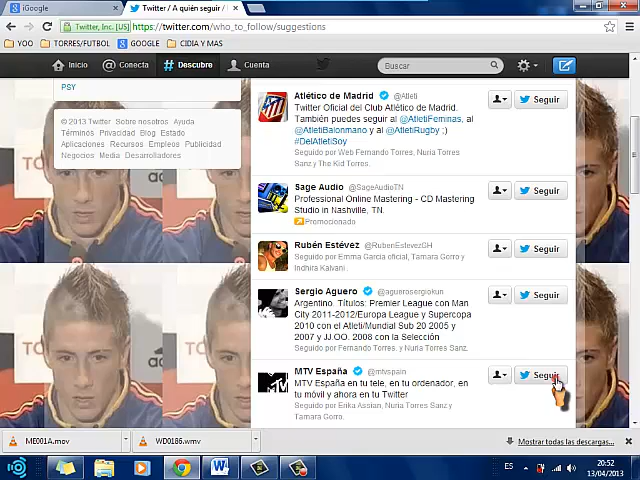 iGoogle
Twitter / A quién seguir /
Twitter, Inc. [US]
https://twitter.com/who_to_follow/suggestions
YOO
TORRES/FUTBOL
GOOGLE
CIDIA Y MAS
Inicio
@ Conecta
# Descubre
Cuenta
Buscar
PSY
© 2013 Twitter Sobre nosotros Ayuda
Términos Privacidad Blog Estado
Aplicaciones Recursos Empleos Publicidad
Negocios Media Desarrolladores
Atlético de Madrid @Atleti
Twitter Oficial del Club Atlético de Madrid.
También puedes seguir al @AtletiFeminas, al
@AtletiBalonmano y al @AtletiRugby ;)
#DelAtletiSoy
Seguido por Web Fernando Torres, Nuria Torres
Sanz y The Kid Torres.
Seguir
Sage Audio @SageAudioTN
Professional Online Mastering - CD Mastering
Studio in Nashville, TN.
Promocionado
Seguir
Rubén Estévez @RubenEstevezGH
Seguido por Emma García oficial, Tamara Gorro y
Indhira Kalvani.
Seguir
Sergio Aguero @aguerosergiokun
Argentino. Títulos: Premier League con Man
City 2011-2012/Europa League y Supercopa
2010 con el Atleti/Mundial Sub 20 2005 y
2007 y JJ.OO. 2008 con la Selección
Seguido por Fernando Torres. y Nuria Torres Sanz.
Seguir
MTV España @mtvspain
MTV España en tu tele, en tu ordenador, en
tu móvil y ahora en tu Twitter
Seguido por Erika Assian, Nuria Torres Sanz y
Tamara Gorro.
Seguir
ME001A.mov
WD0186.wmv
Mostrar todas las descargas...
ES
20:52
13/04/2013